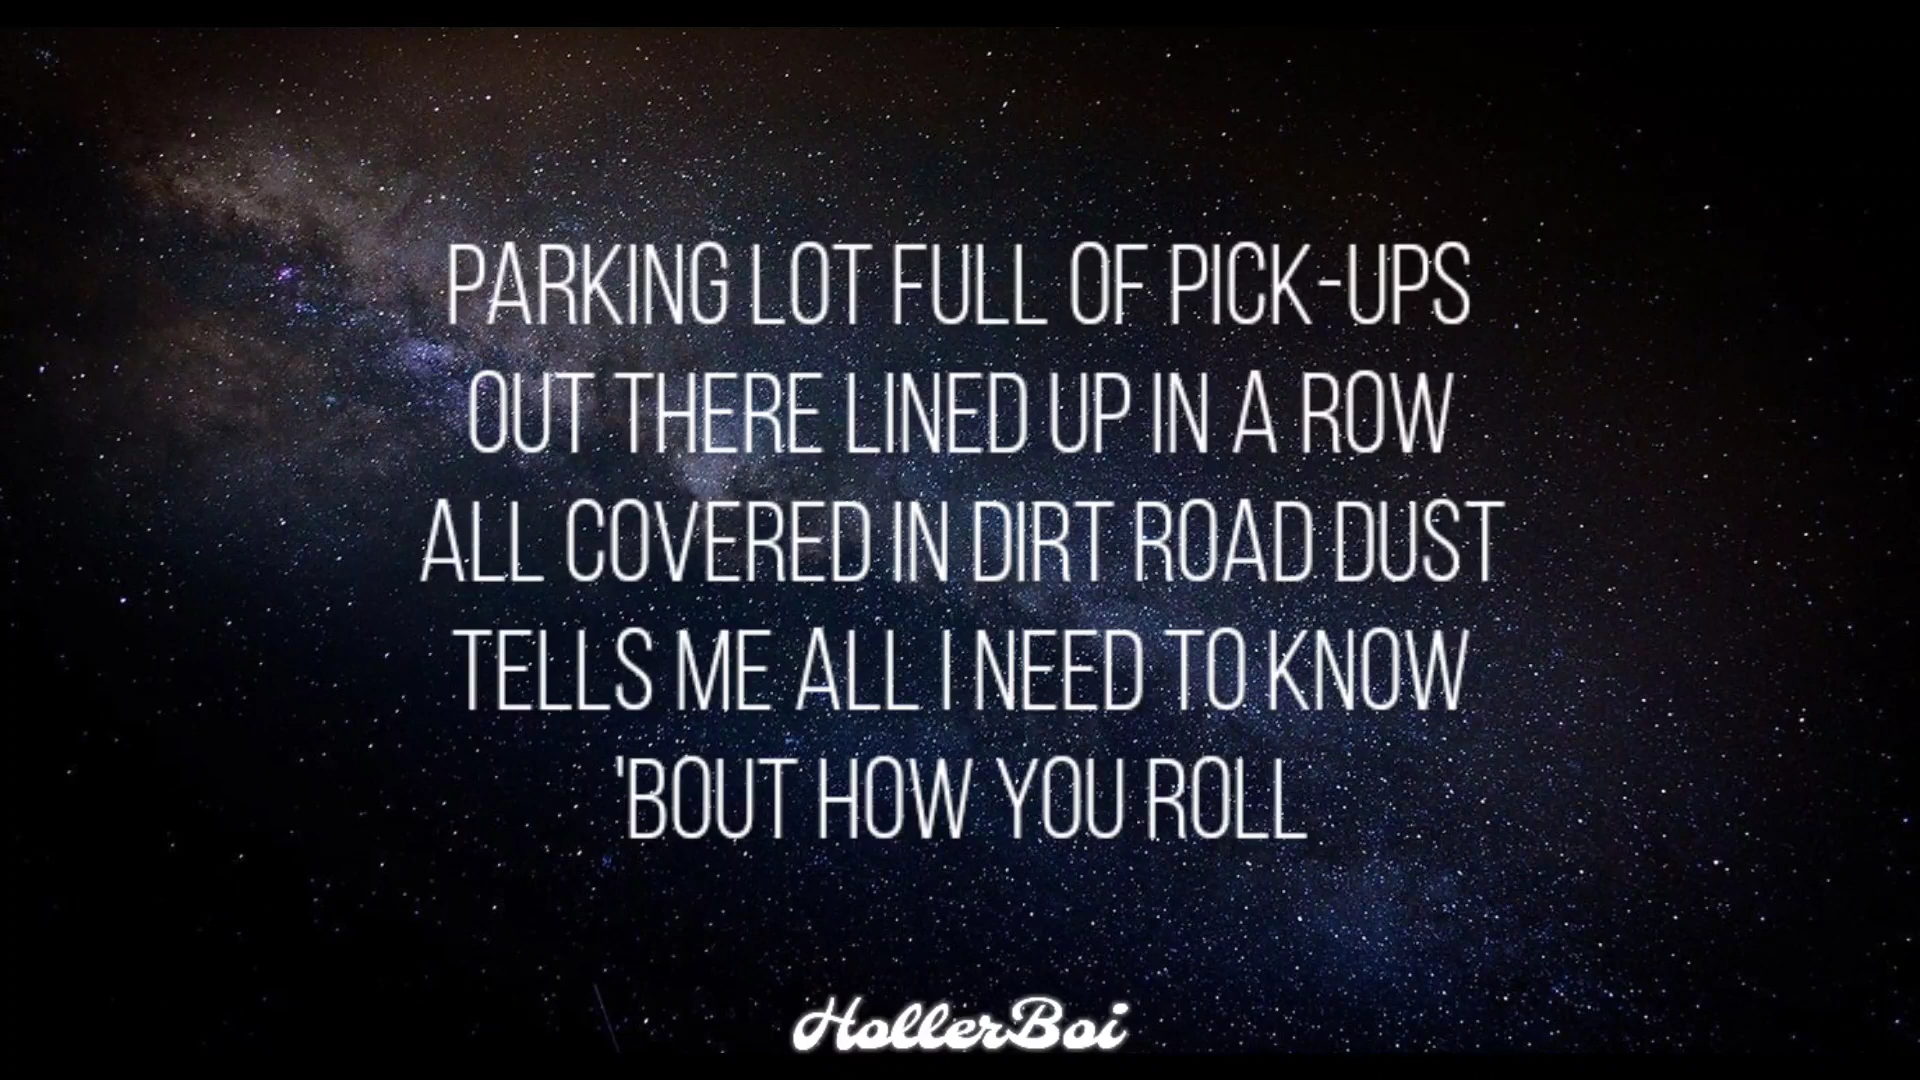 PARKING LOT FULL OF PICK-UPS
OUT THERE LINED UP IN A ROW
ALL COVERED IN DIRT ROAD DUST
TELLS ME ALL I NEED TO KNOW
'BOUT HOW YOU ROLL
HollerBoi